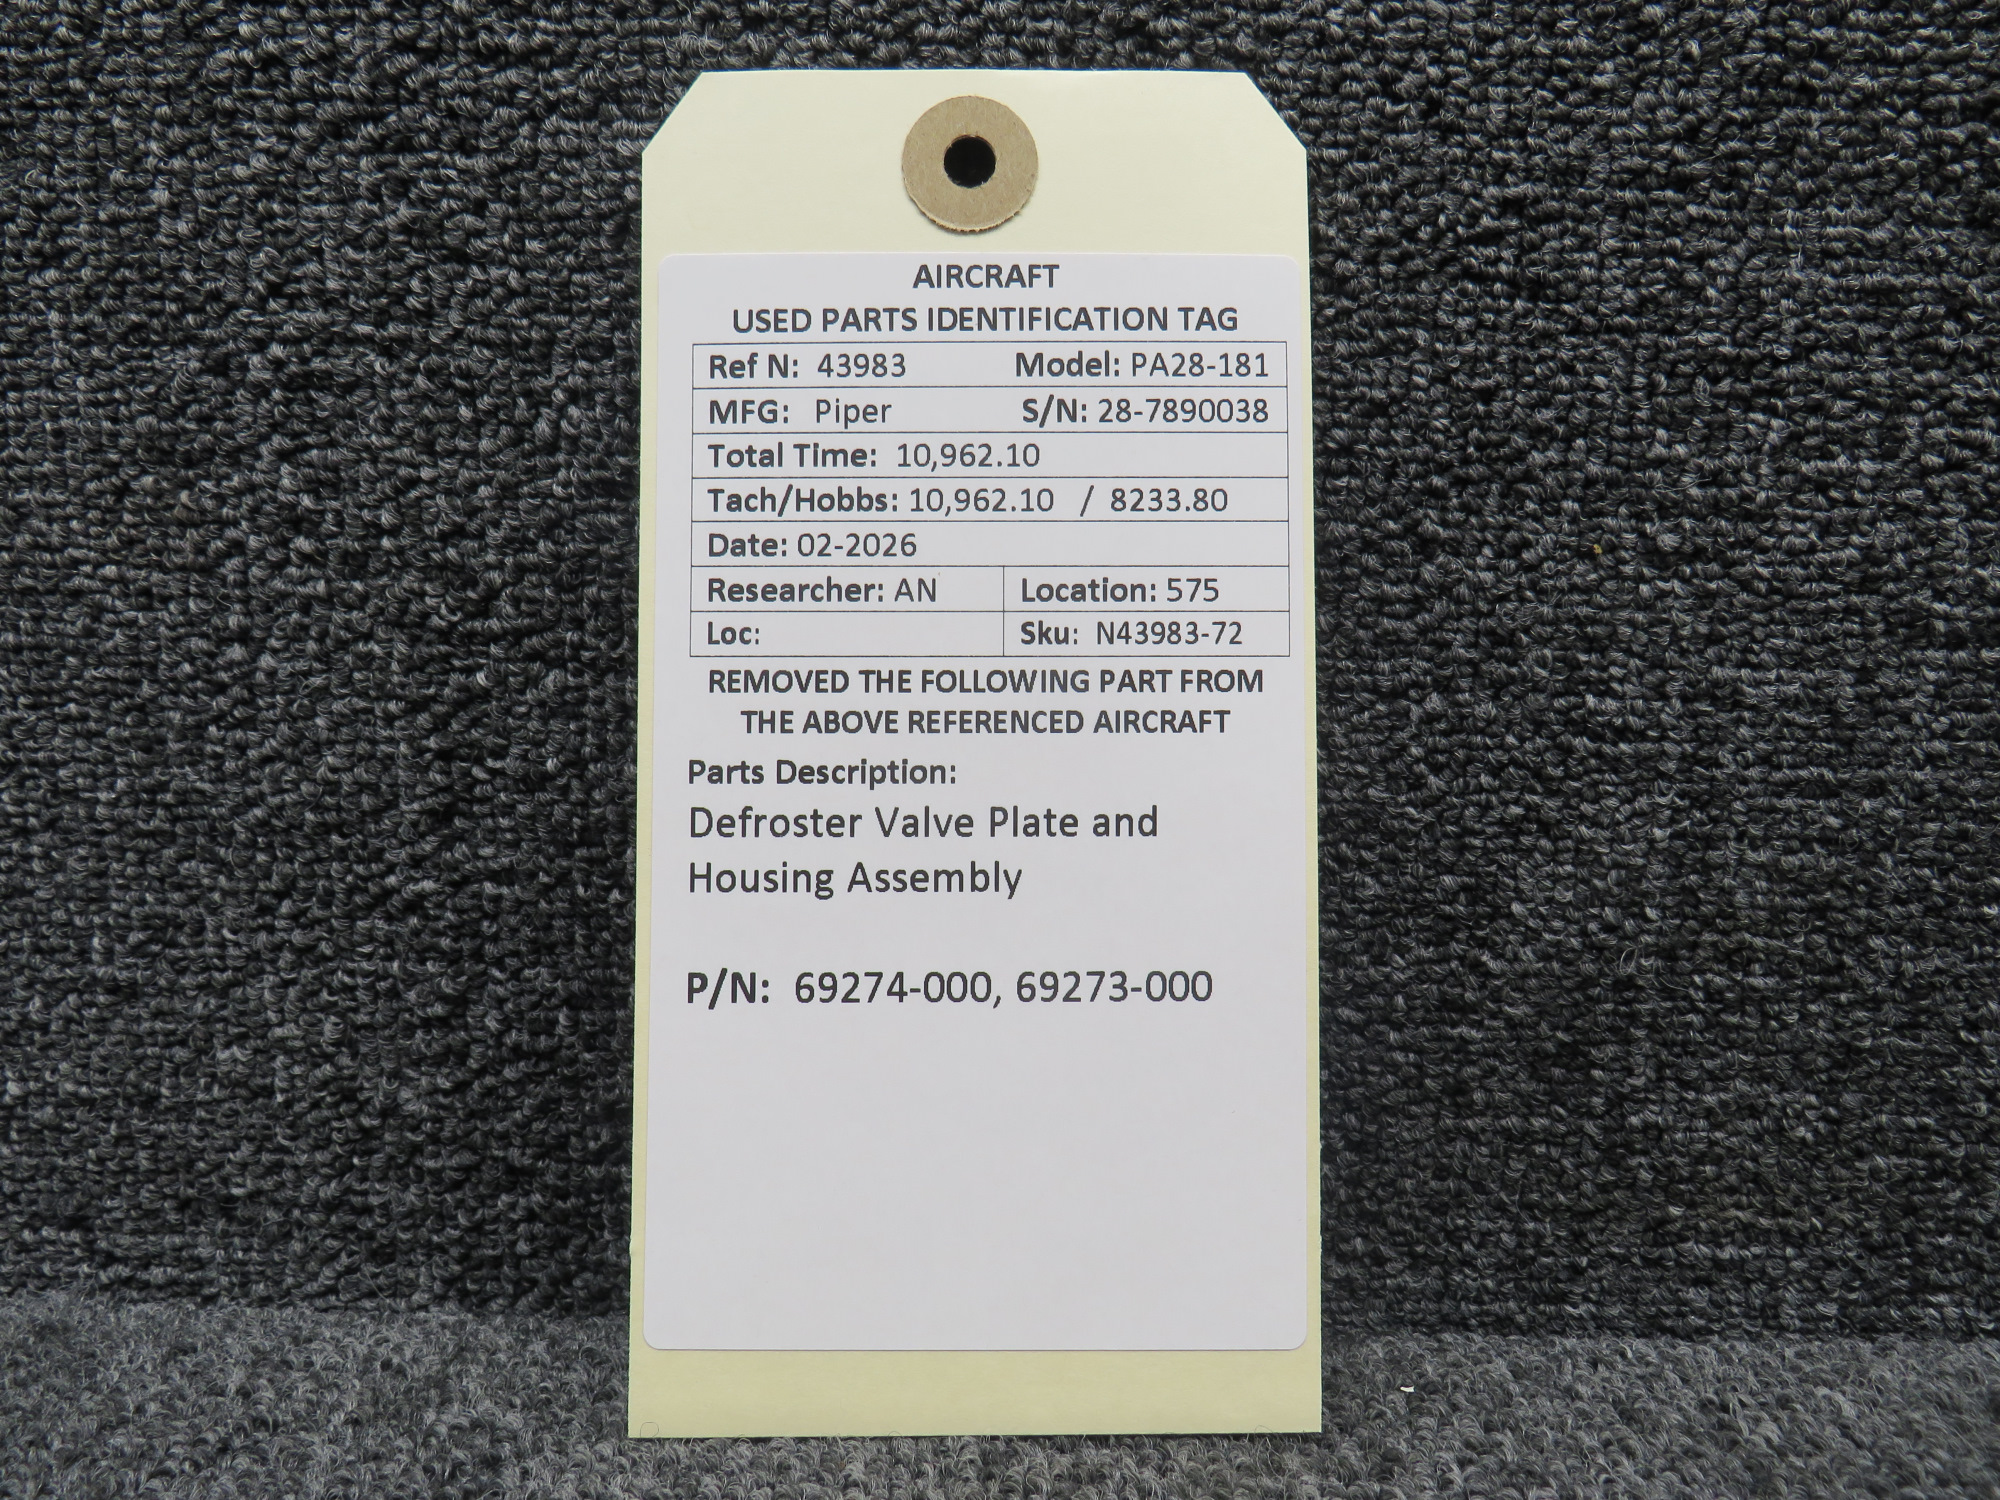 AIRCRAFT
USED PARTS IDENTIFICATION TAG
Ref N: 43983 Model: PA28-181
MFG: Piper S/N: 28-7890038
Total Time: 10,962.10
Tach/Hobbs: 10,962.10 / 8233.80
Date: 02-2026
Researcher: AN Location: 575
Loc: Sku: N43983-72
REMOVED THE FOLLOWING PART FROM
THE ABOVE REFERENCED AIRCRAFT
Parts Description:
Defroster Valve Plate and
Housing Assembly
P/N: 69274-000, 69273-000